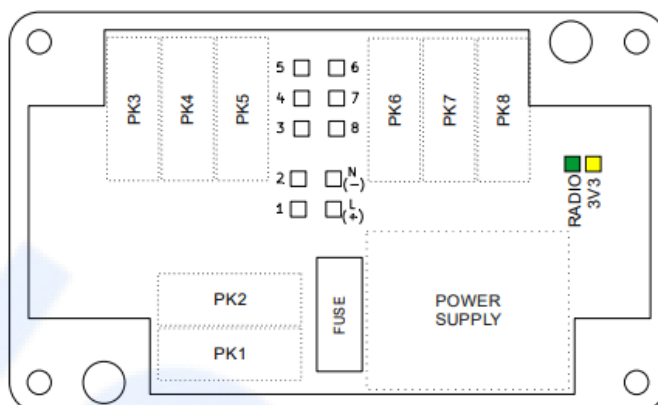 PK3
PK4
PK5
5 6
4 7
3 8
PK6
PK7
PK8
2 N
(-)
1 L
(+)
RADIO
3V3
PK2
PK1
FUSE
POWER
SUPPLY